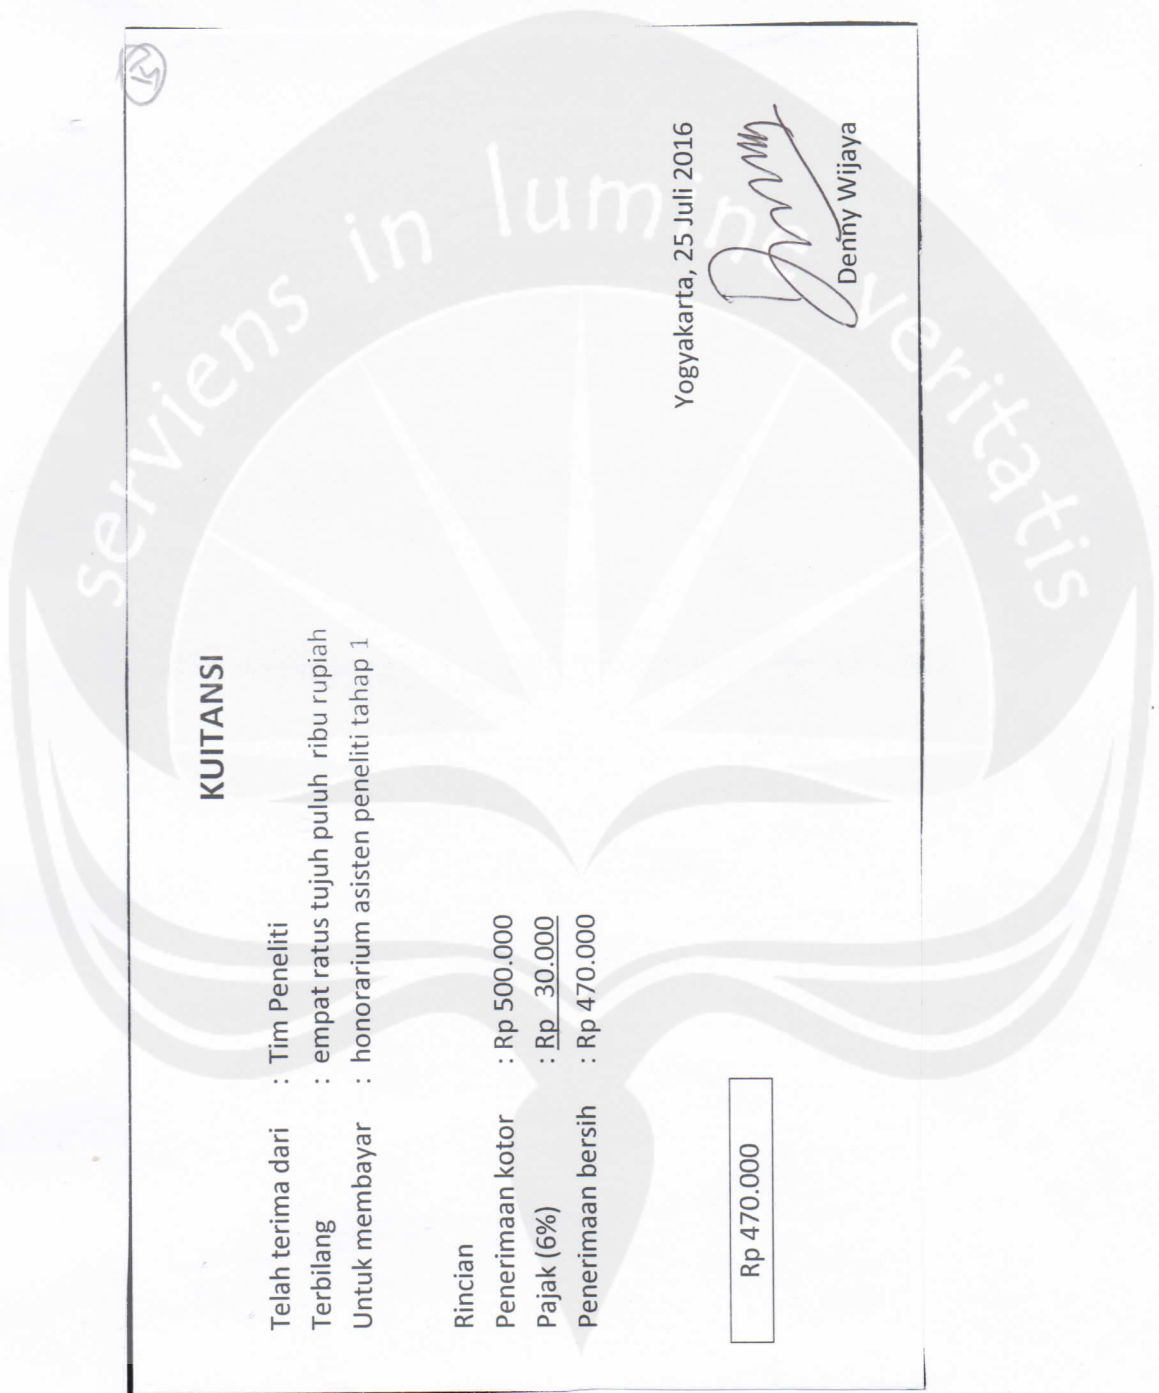 KUITANSI
Telah terima dari : Tim Peneliti
Terbilang : empat ratus tujuh puluh ribu rupiah
Untuk membayar : honorarium asisten peneliti tahap 1
Rincian
Penerimaan kotor : Rp 500.000
Pajak (6%) : Rp 30.000
Penerimaan bersih : Rp 470.000
Yogyakarta, 25 Juli 2016
Rp 470.000
Denny Wijaya
serviens in lumine veritatis